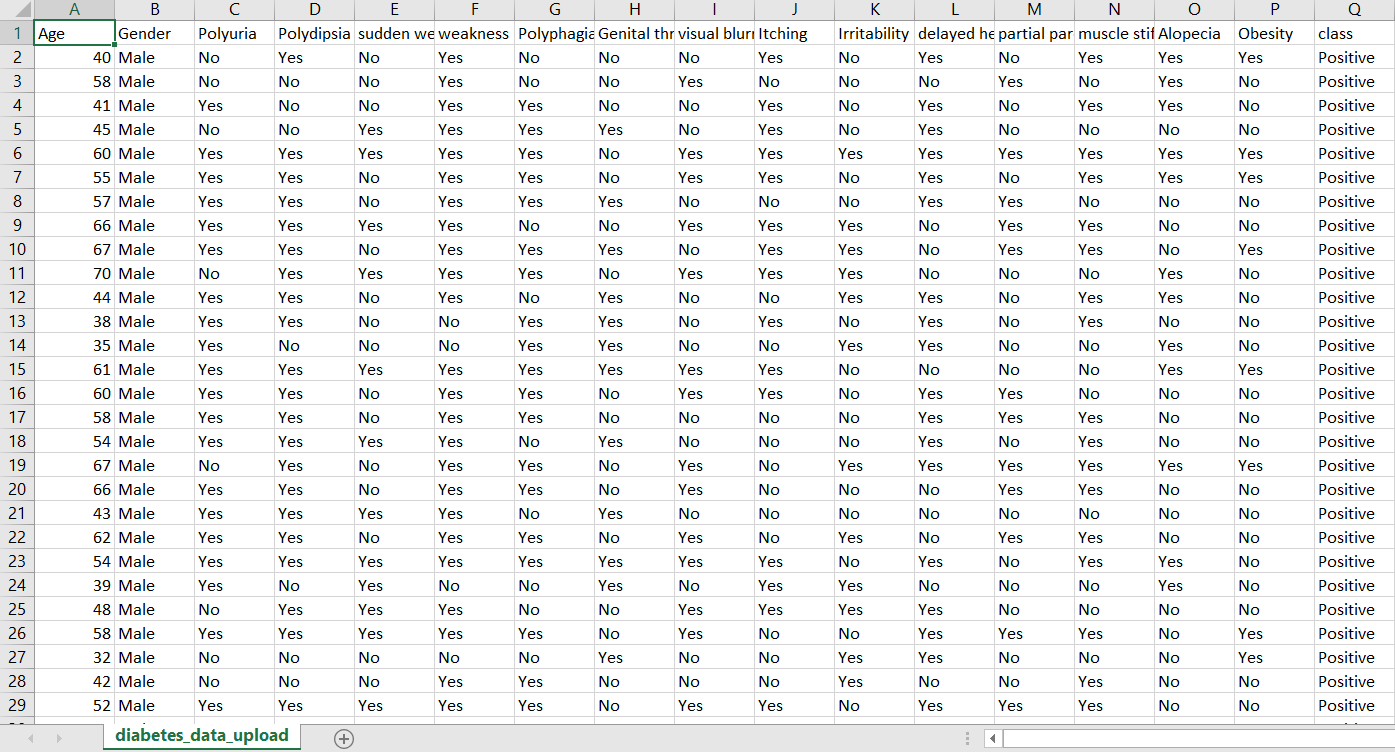 A B C D E F G H I J K L M N O P Q
1 Age Gender Polyuria Polydipsia sudden we weakness Polyphagia Genital thr visual blurr Itching Irritability delayed he partial par muscle stif Alopecia Obesity class
2 40 Male No Yes No Yes No No No Yes No Yes No Yes Yes Yes Positive
3 58 Male No No No Yes No No Yes No No No Yes No Yes No Positive
4 41 Male Yes No No Yes Yes No No Yes No Yes No Yes Yes No Positive
5 45 Male No No Yes Yes Yes Yes No Yes No Yes No No No No Positive
6 60 Male Yes Yes Yes Yes Yes No Yes Yes Yes Yes Yes Yes Yes Yes Positive
7 55 Male Yes Yes No Yes Yes No Yes Yes No Yes No Yes Yes Yes Positive
8 57 Male Yes Yes No Yes Yes Yes No No No Yes Yes No No No Positive
9 66 Male Yes Yes Yes Yes No No Yes Yes Yes No Yes Yes No No Positive
10 67 Male Yes Yes No Yes Yes Yes No Yes Yes No Yes Yes No Yes Positive
11 70 Male No Yes Yes Yes Yes No Yes Yes Yes No No No Yes No Positive
12 44 Male Yes Yes No Yes No Yes No No Yes Yes No Yes Yes No Positive
13 38 Male Yes Yes No No Yes Yes No Yes No Yes No Yes No No Positive
14 35 Male Yes No No No Yes Yes No No Yes Yes No No Yes No Positive
15 61 Male Yes Yes Yes Yes Yes Yes Yes Yes No No No No Yes Yes Positive
16 60 Male Yes Yes No Yes Yes No Yes Yes No Yes Yes No No No Positive
17 58 Male Yes Yes No Yes Yes No No No No Yes Yes Yes No No Positive
18 54 Male Yes Yes Yes Yes No Yes No No No Yes No Yes No No Positive
19 67 Male No Yes No Yes Yes No Yes No Yes Yes Yes Yes Yes Yes Positive
20 66 Male Yes Yes No Yes Yes No Yes No No No Yes Yes No No Positive
21 43 Male Yes Yes Yes Yes No Yes No No No No No No No No Positive
22 62 Male Yes Yes No Yes Yes No Yes No Yes No Yes Yes No No Positive
23 54 Male Yes Yes Yes Yes Yes Yes Yes Yes No Yes No Yes Yes No Positive
24 39 Male Yes No Yes No No Yes No Yes Yes No No No Yes No Positive
25 48 Male No Yes Yes Yes No No Yes Yes Yes Yes No No No No Positive
26 58 Male Yes Yes Yes Yes Yes No Yes No No Yes Yes Yes No Yes Positive
27 32 Male No No No No No Yes No No Yes Yes No No No Yes Positive
28 42 Male No No No Yes Yes No No No Yes No No Yes No No Positive
29 52 Male Yes Yes Yes Yes Yes No Yes Yes No Yes Yes Yes No No Positive
diabetes_data_upload